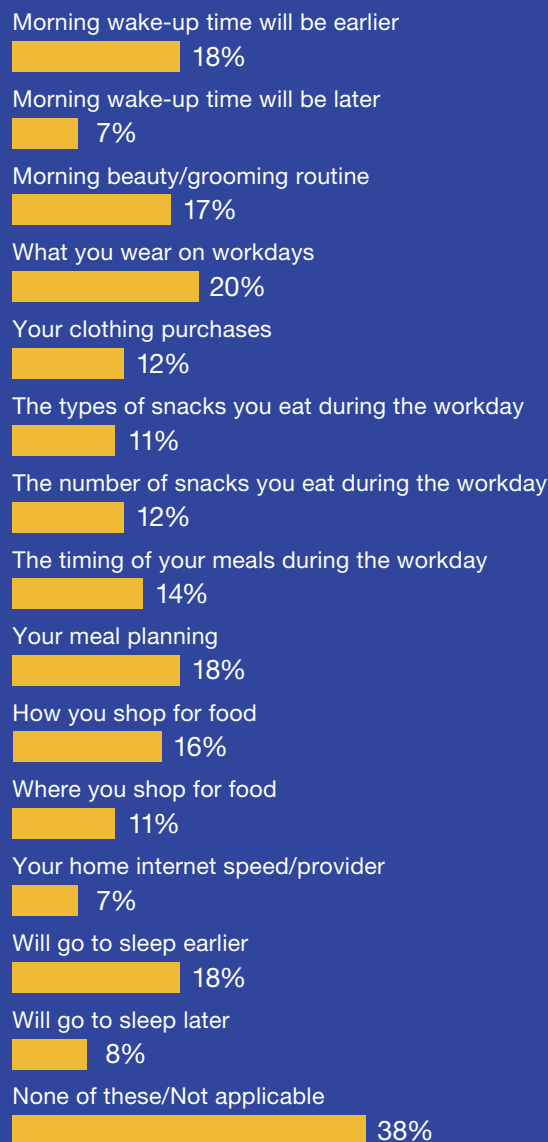 Morning wake-up time will be earlier
18%
Morning wake-up time will be later
7%
Morning beauty/grooming routine
17%
What you wear on workdays
20%
Your clothing purchases
12%
The types of snacks you eat during the workday
11%
The number of snacks you eat during the workday
12%
The timing of your meals during the workday
14%
Your meal planning
18%
How you shop for food
16%
Where you shop for food
11%
Your home internet speed/provider
7%
Will go to sleep earlier
18%
Will go to sleep later
8%
None of these/Not applicable
38%